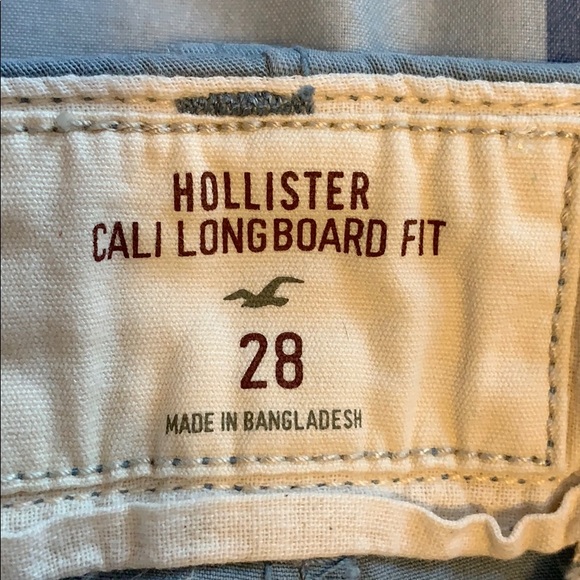 HOLLISTER
CALI LONGBOARD FIT
28
MADE IN BANGLADESH